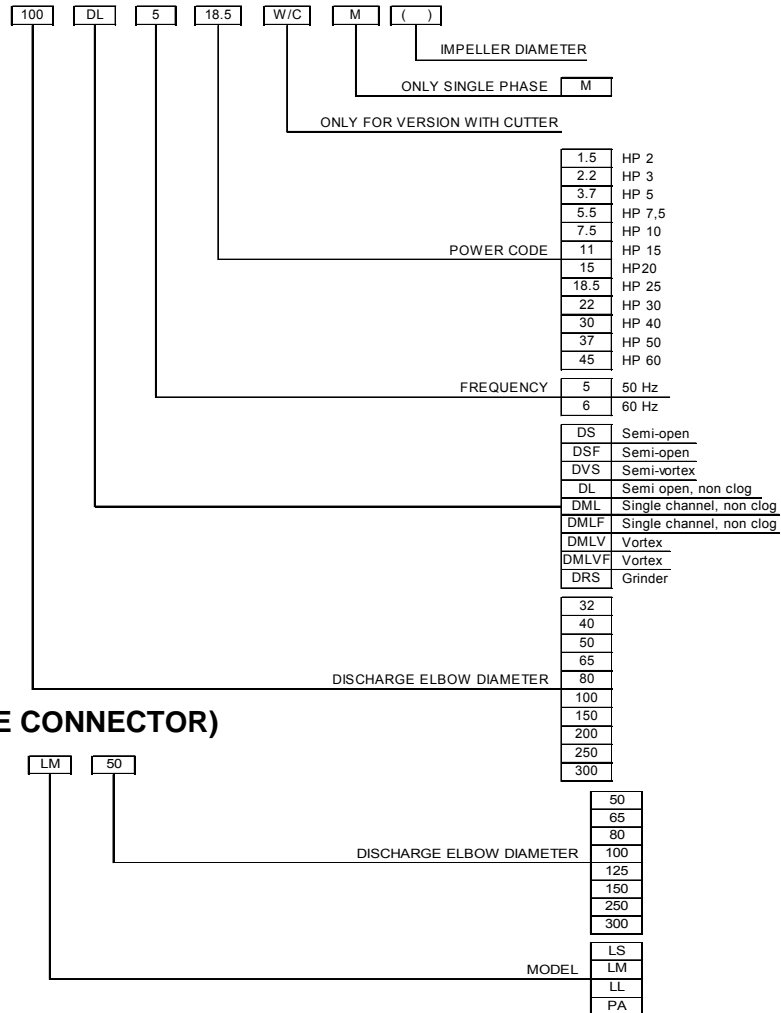 100 DL 5 18.5 W/C M ( )
IMPELLER DIAMETER
ONLY SINGLE PHASE M
ONLY FOR VERSION WITH CUTTER
1.5 HP 2
2.2 HP 3
3.7 HP 5
5.5 HP 7,5
7.5 HP 10
POWER CODE 11 HP 15
15 HP20
18.5 HP 25
22 HP 30
30 HP 40
37 HP 50
45 HP 60
FREQUENCY 5 50 Hz
6 60 Hz
DS Semi-open
DSF Semi-open
DVS Semi-vortex
DL Semi open, non clog
DML Single channel, non clog
DMLF Single channel, non clog
DMLV Vortex
DMLVF Vortex
DRS Grinder
32
40
50
65
DISCHARGE ELBOW DIAMETER 80
100
150
200
250
300
E CONNECTOR)
LM 50
50
65
80
DISCHARGE ELBOW DIAMETER 100
125
150
250
300
LS
MODEL LM
LL
PA